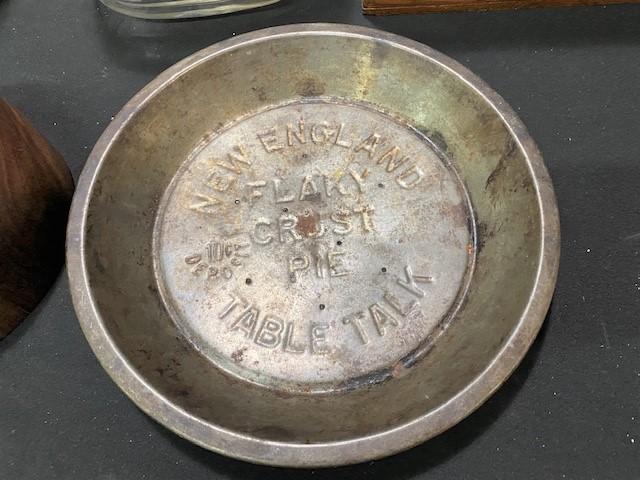 NEW ENGLAND
FLAKY
CRUST
PIE
10¢
DEPOSIT
TABLE TALK